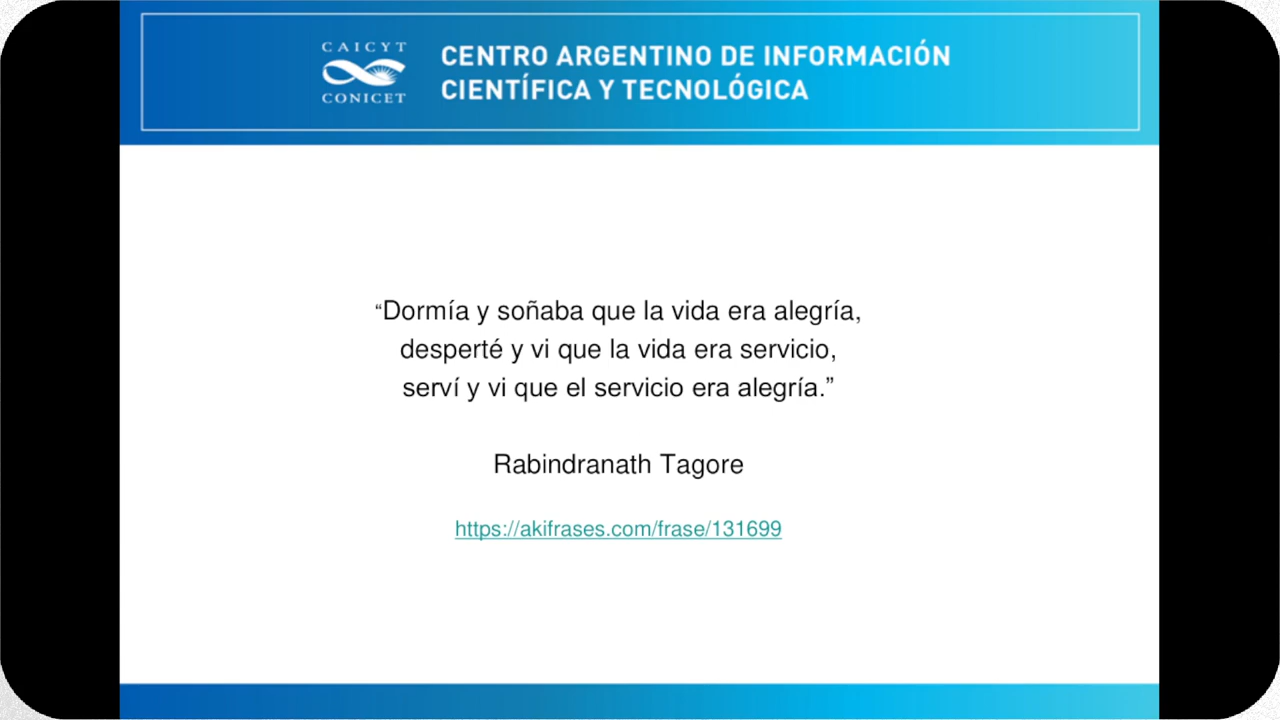 CAICYT
CONICET
CENTRO ARGENTINO DE INFORMACIÓN
CIENTÍFICA Y TECNOLÓGICA
“Dormía y soñaba que la vida era alegría,
desperté y vi que la vida era servicio,
serví y vi que el servicio era alegría.”
Rabindranath Tagore
https://akifrases.com/frase/131699